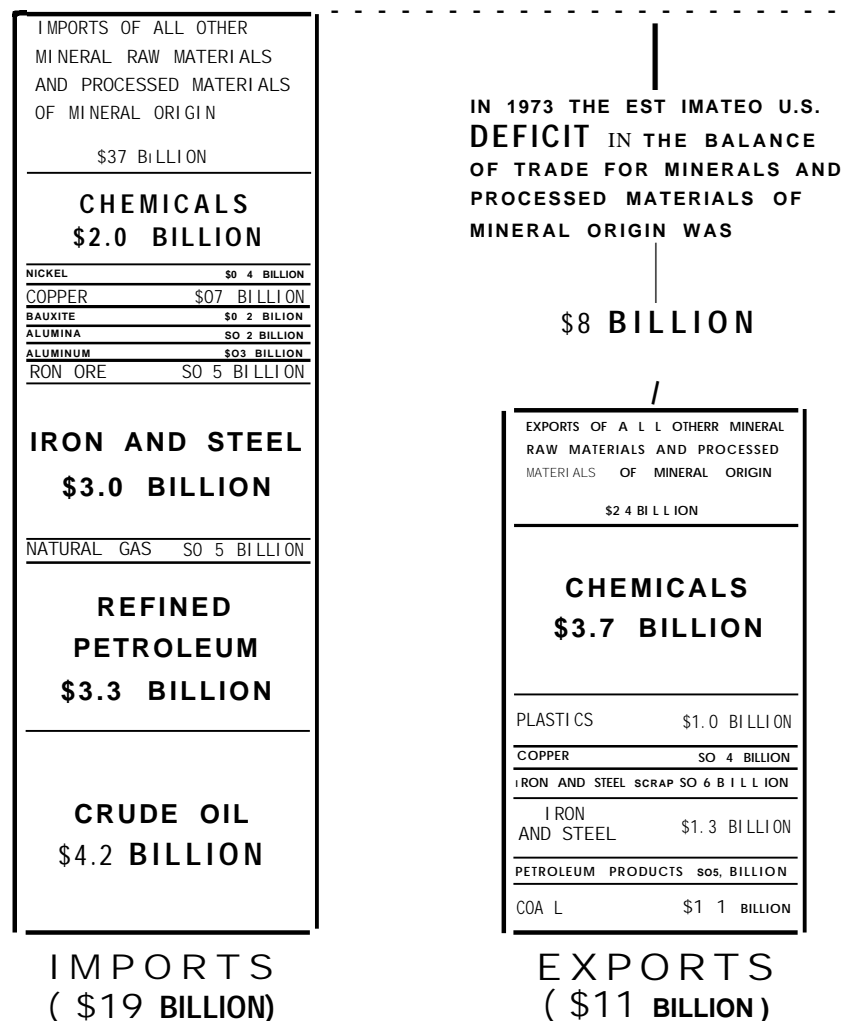 IMPORTS OF ALL OTHER
MINERAL RAW MATERIALS
AND PROCESSED MATERIALS
OF MINERAL ORIGIN
$37 BiLLION
CHEMICALS
$2.0 BILLION
NICKEL $0 4 BILLION
COPPER $07 BILLION
BAUXITE $0 2 BILION
ALUMINA SO 2 BILLION
ALUMINUM $O3 BILLION
RON ORE SO 5 BILLION
IRON AND STEEL
$3.0 BILLION
NATURAL GAS SO 5 BILLION
REFINED
PETROLEUM
$3.3 BILLION
CRUDE OIL
$4.2 BILLION
IMPORTS
( $19 BILLION)
IN 1973 THE EST IMATEO U.S.
DEFICIT IN THE BALANCE
OF TRADE FOR MINERALS AND
PROCESSED MATERIALS OF
MINERAL ORIGIN WAS
$8 BILLION
EXPORTS OF A L L OTHERR MINERAL
RAW MATERIALS AND PROCESSED
MATERIALS OF MINERAL ORIGIN
$2 4 BI L L ION
CHEMICALS
$3.7 BILLION
PLASTICS $1.0 BILLION
COPPER SO 4 BILLION
IRON AND STEEL SCRAP SO 6 B I L L ION
IRON
AND STEEL $1.3 BILLION
PETROLEUM PRODUCTS SO5, BILLION
COA L $1 1 BILLION
EXPORTS
( $11 BILLION )